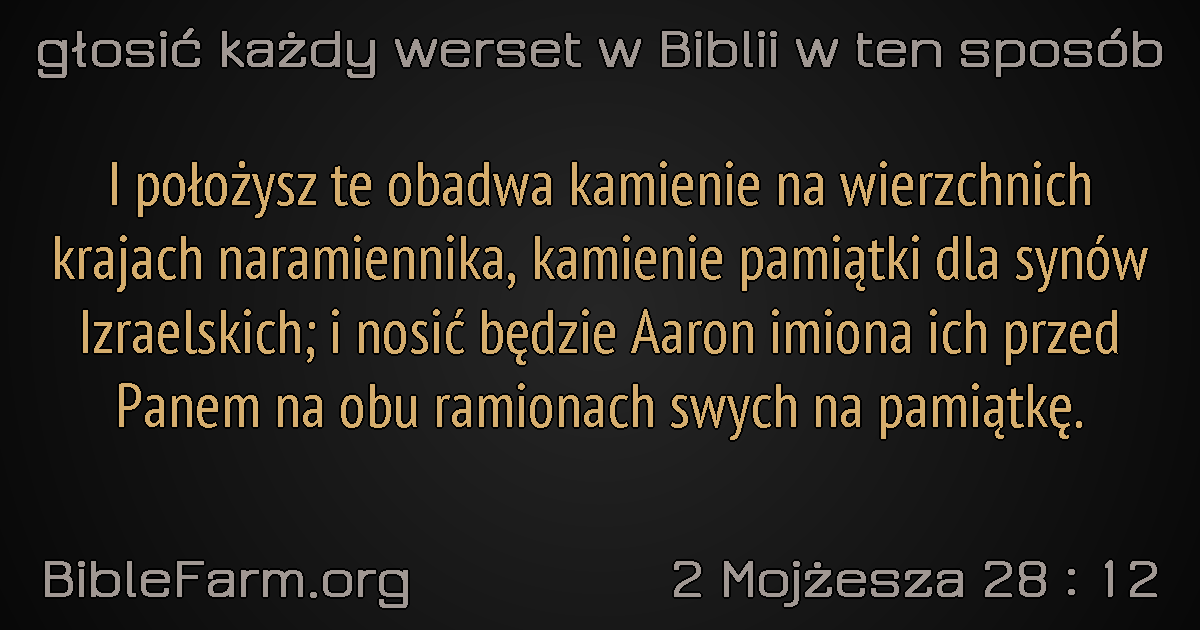 głosić każdy werset w Biblii w ten sposób
I położysz te obadwa kamienie na wierzchnich
krajach naramiennika, kamienie pamiątki dla synów
Izraelskich; i nosić będzie Aaron imiona ich przed
Panem na obu ramionach swych na pamiątkę.
BibleFarm.org
2 Mojżesza 28 : 12